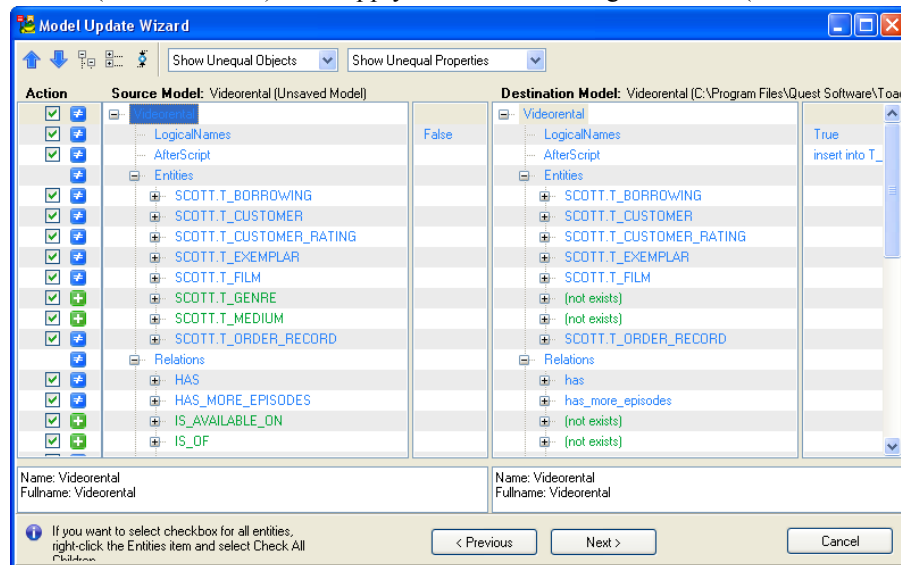 Model Update Wizard
Show Unequal Objects Show Unequal Properties
Action Source Model: Videorental (Unsaved Model) Destination Model: Videorental (C:\Program Files\Quest Software\Toad
Videorental Videorental
LogicalNames False LogicalNames True
AfterScript AfterScript insert into T_
Entities Entities
SCOTT.T_BORROWING SCOTT.T_BORROWING
SCOTT.T_CUSTOMER SCOTT.T_CUSTOMER
SCOTT.T_CUSTOMER_RATING SCOTT.T_CUSTOMER_RATING
SCOTT.T_EXEMPLAR SCOTT.T_EXEMPLAR
SCOTT.T_FILM SCOTT.T_FILM
SCOTT.T_GENRE (not exists)
SCOTT.T_MEDIUM (not exists)
SCOTT.T_ORDER_RECORD SCOTT.T_ORDER_RECORD
Relations Relations
HAS has
HAS_MORE_EPISODES has_more_episodes
IS_AVAILABLE_ON (not exists)
IS_OF (not exists)
Name: Videorental Name: Videorental
Fullname: Videorental Fullname: Videorental
If you want to select checkbox for all entities,
right-click the Entities item and select Check All
Children
< Previous Next > Cancel